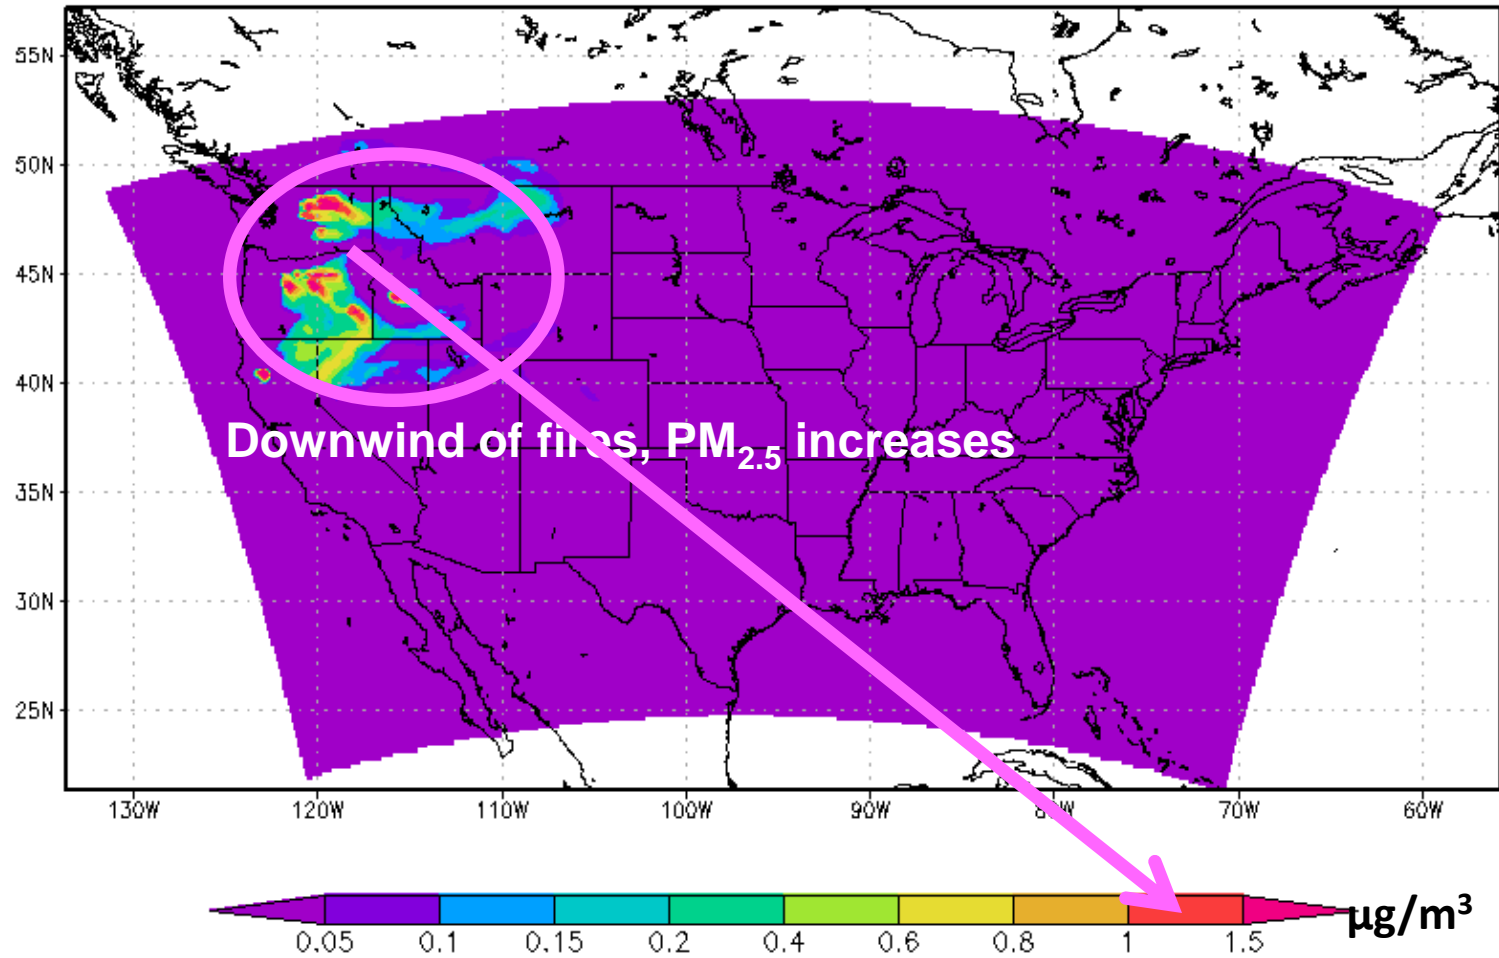 55N
50N
45N
40N
Downwind of fires, PM2.5 increases
35N
30N
25N
130W 120W 110W 100W 90W 80W 70W 60W
0.05 0.1 0.15 0.2 0.4 0.6 0.8 1 1.5 µg/m³